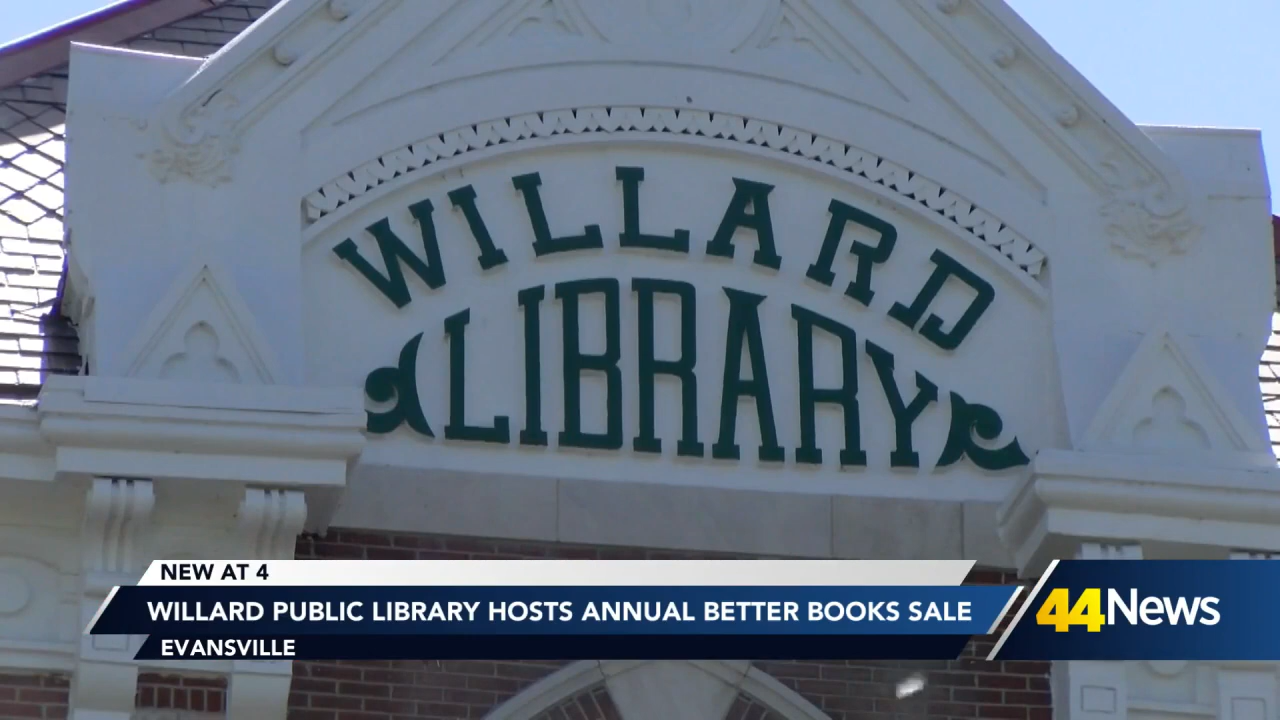 WILLARD
LIBRARY
NEW AT 4
WILLARD PUBLIC LIBRARY HOSTS ANNUAL BETTER BOOKS SALE
EVANSVILLE
44News